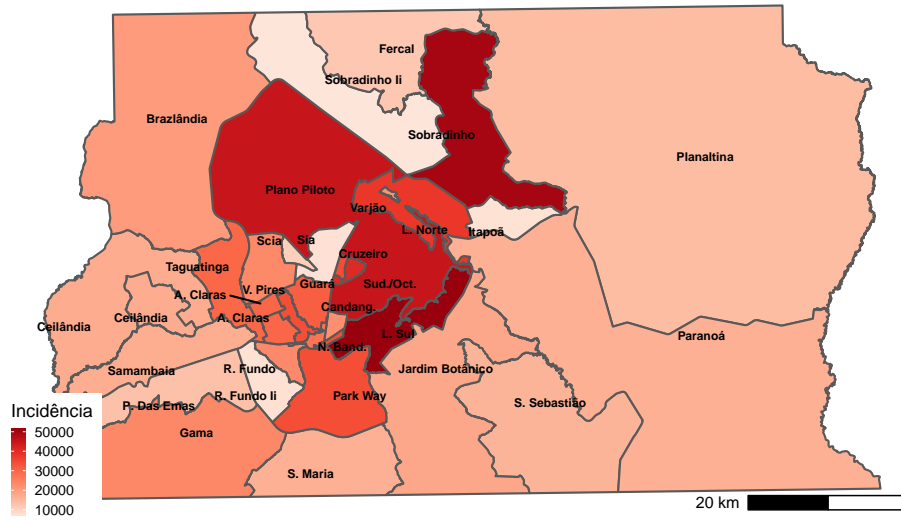 Fercal
Sobradinho Ii
Brazlândia
Sobradinho
Planaltina
Plano Piloto
Varjão
L. Norte
Itapoã
Scia
Sia
Cruzeiro
Taguatinga
V. Pires
Guará
Sud./Oct.
A. Claras
Candang.
Ceilândia
Ceilândia
A. Claras
L. Sul
Paranoá
N. Band.
Samambaia
R. Fundo
Jardim Botânico
P. Das Emas
R. Fundo Ii
Park Way
S. Sebastião
Gama
S. Maria
Incidência
50000
40000
30000
20000
10000
20 km